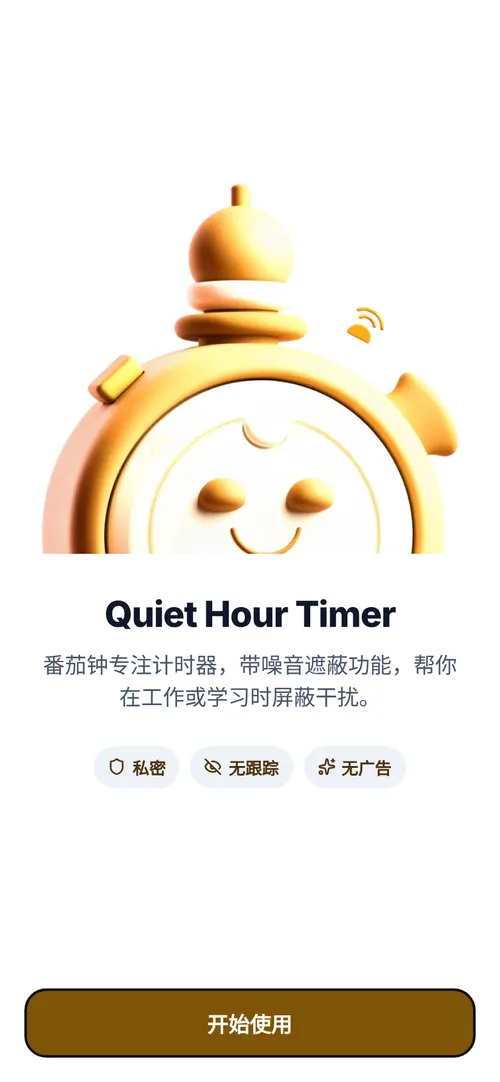 Quiet Hour Timer
番茄钟专注计时器，带噪音遮蔽功能，帮你
在工作或学习时屏蔽干扰。
私密
无跟踪
无广告
开始使用